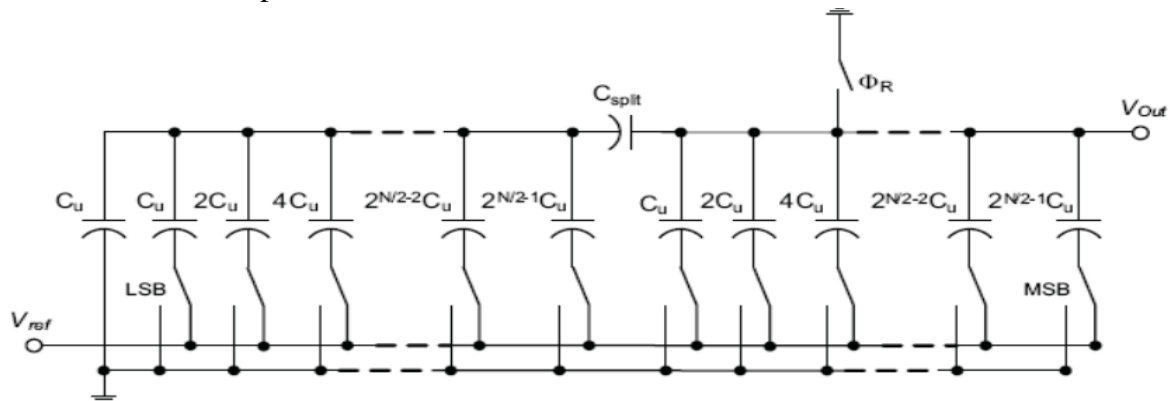 Φ_R
C_split
V_Out
C_u C_u 2C_u 4C_u 2^{N/2-2}C_u 2^{N/2-1}C_u C_u 2C_u 4C_u 2^{N/2-2}C_u 2^{N/2-1}C_u
LSB MSB
V_ref